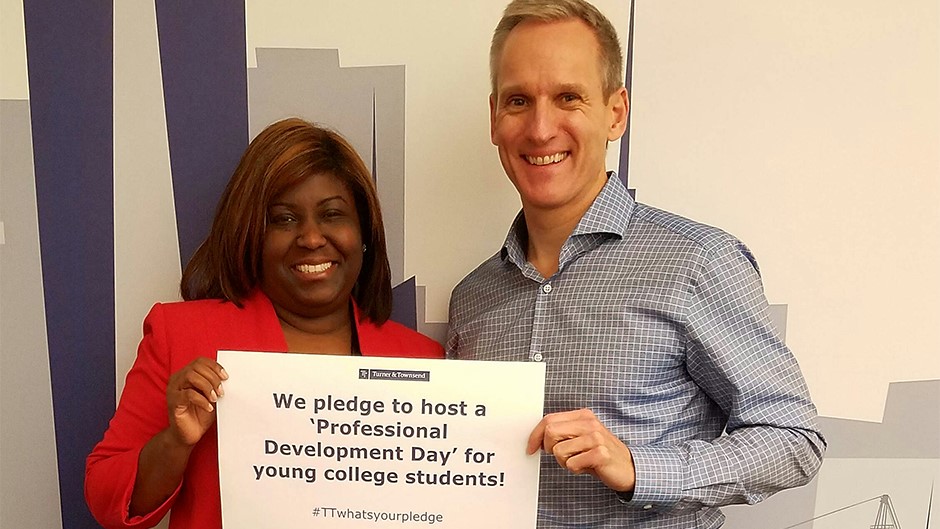 Turner & Townsend
We pledge to host a
‘Professional
Development Day’ for
young college students!
#TTwhatsyourpledge